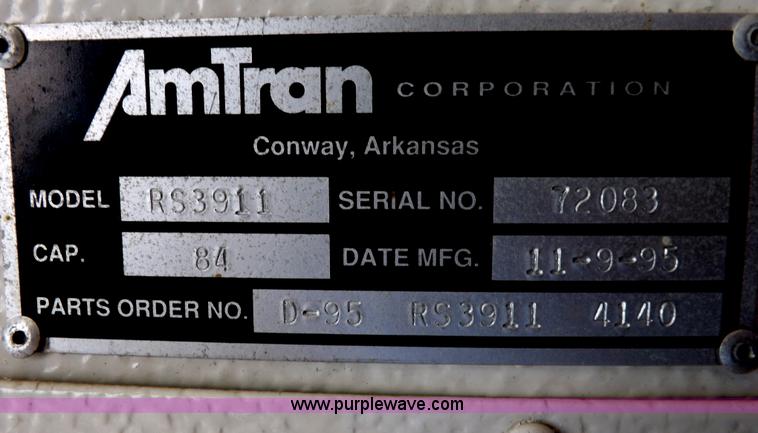 AmTran CORPORATION
Conway, Arkansas
MODEL RS3911 SERIAL NO. 72083
CAP. 84 DATE MFG. 11-9-95
PARTS ORDER NO. D-95 RS3911 4140
www.purplewave.com